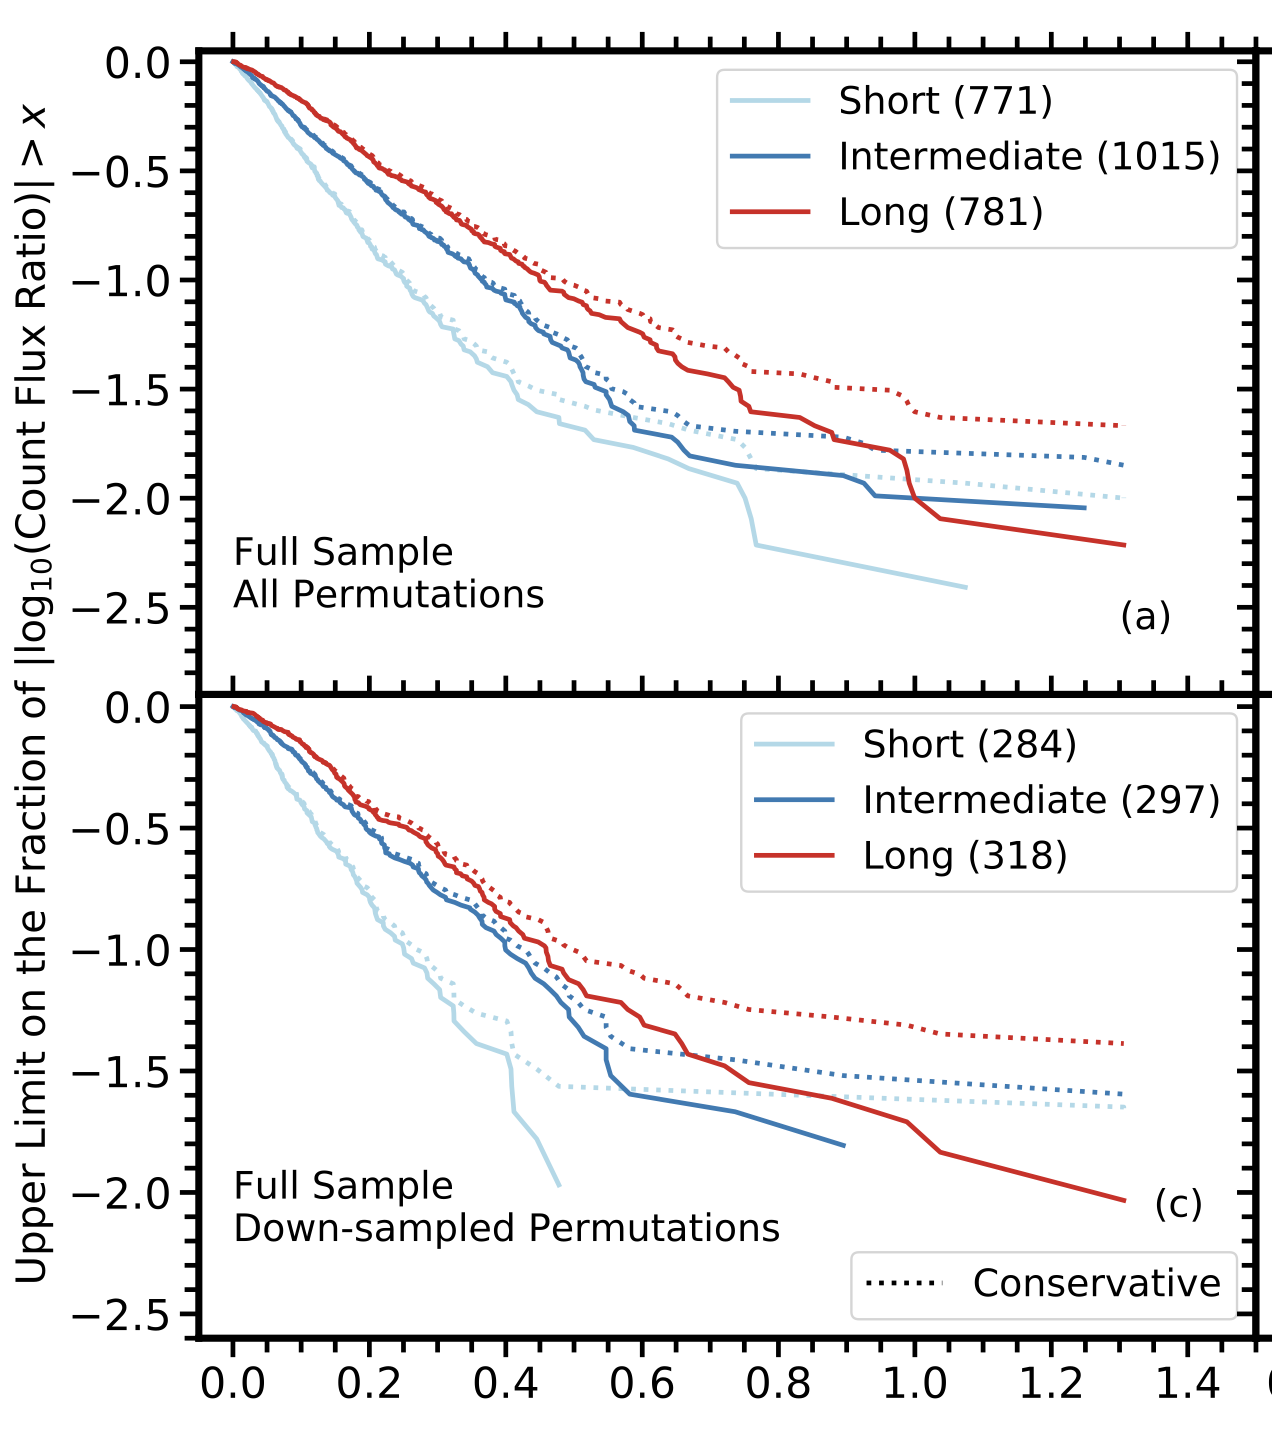 Upper Limit on the Fraction of |log₁₀(Count Flux Ratio)| > x
0.0
−0.5
−1.0
−1.5
−2.0
−2.5
Short (771)
Intermediate (1015)
Long (781)
Full Sample
All Permutations
(a)
0.0
−0.5
−1.0
−1.5
−2.0
−2.5
Short (284)
Intermediate (297)
Long (318)
Full Sample
Down-sampled Permutations
(c)
Conservative
0.0 0.2 0.4 0.6 0.8 1.0 1.2 1.4